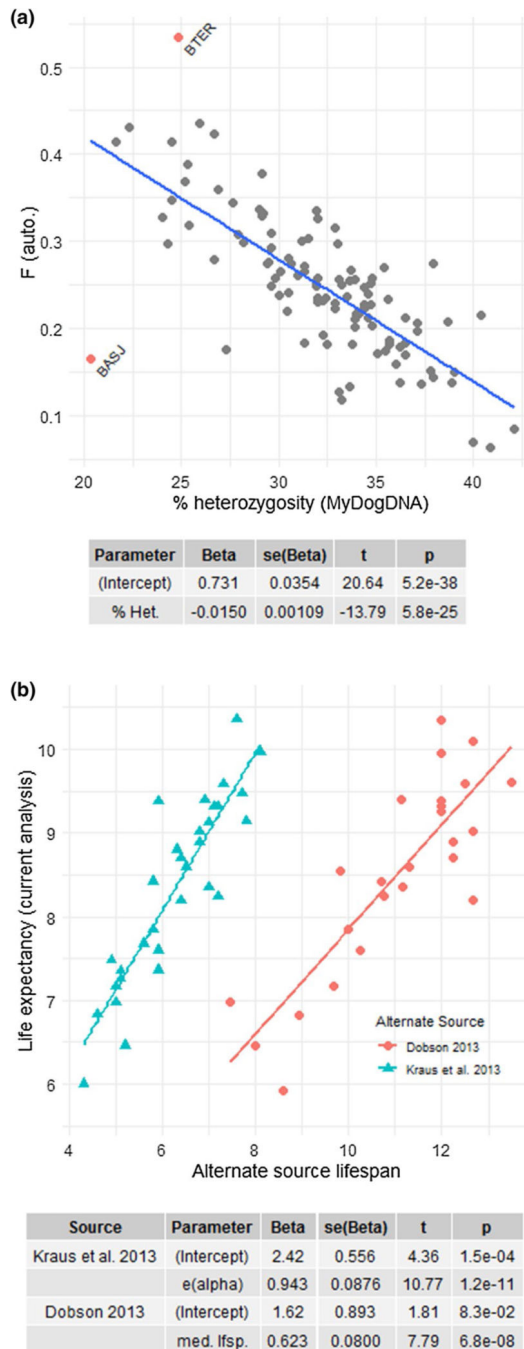 (a)
BTER
0.5
0.4
F (auto.)
0.3
0.2
BASJ
0.1
20 25 30 35 40
% heterozygosity (MyDogDNA)
Parameter Beta se(Beta) t p
(Intercept) 0.731 0.0354 20.64 5.2e-38
% Het. -0.0150 0.00109 -13.79 5.8e-25
(b)
10
9
Life expectancy (current analysis)
8
7
Alternate Source
Dobson 2013
Kraus et al. 2013
6
4 6 8 10 12
Alternate source lifespan
Source Parameter Beta se(Beta) t p
Kraus et al. 2013 (Intercept) 2.42 0.556 4.36 1.5e-04
e(alpha) 0.943 0.0876 10.77 1.2e-11
Dobson 2013 (Intercept) 1.62 0.893 1.81 8.3e-02
med. lfsp. 0.623 0.0800 7.79 6.8e-08